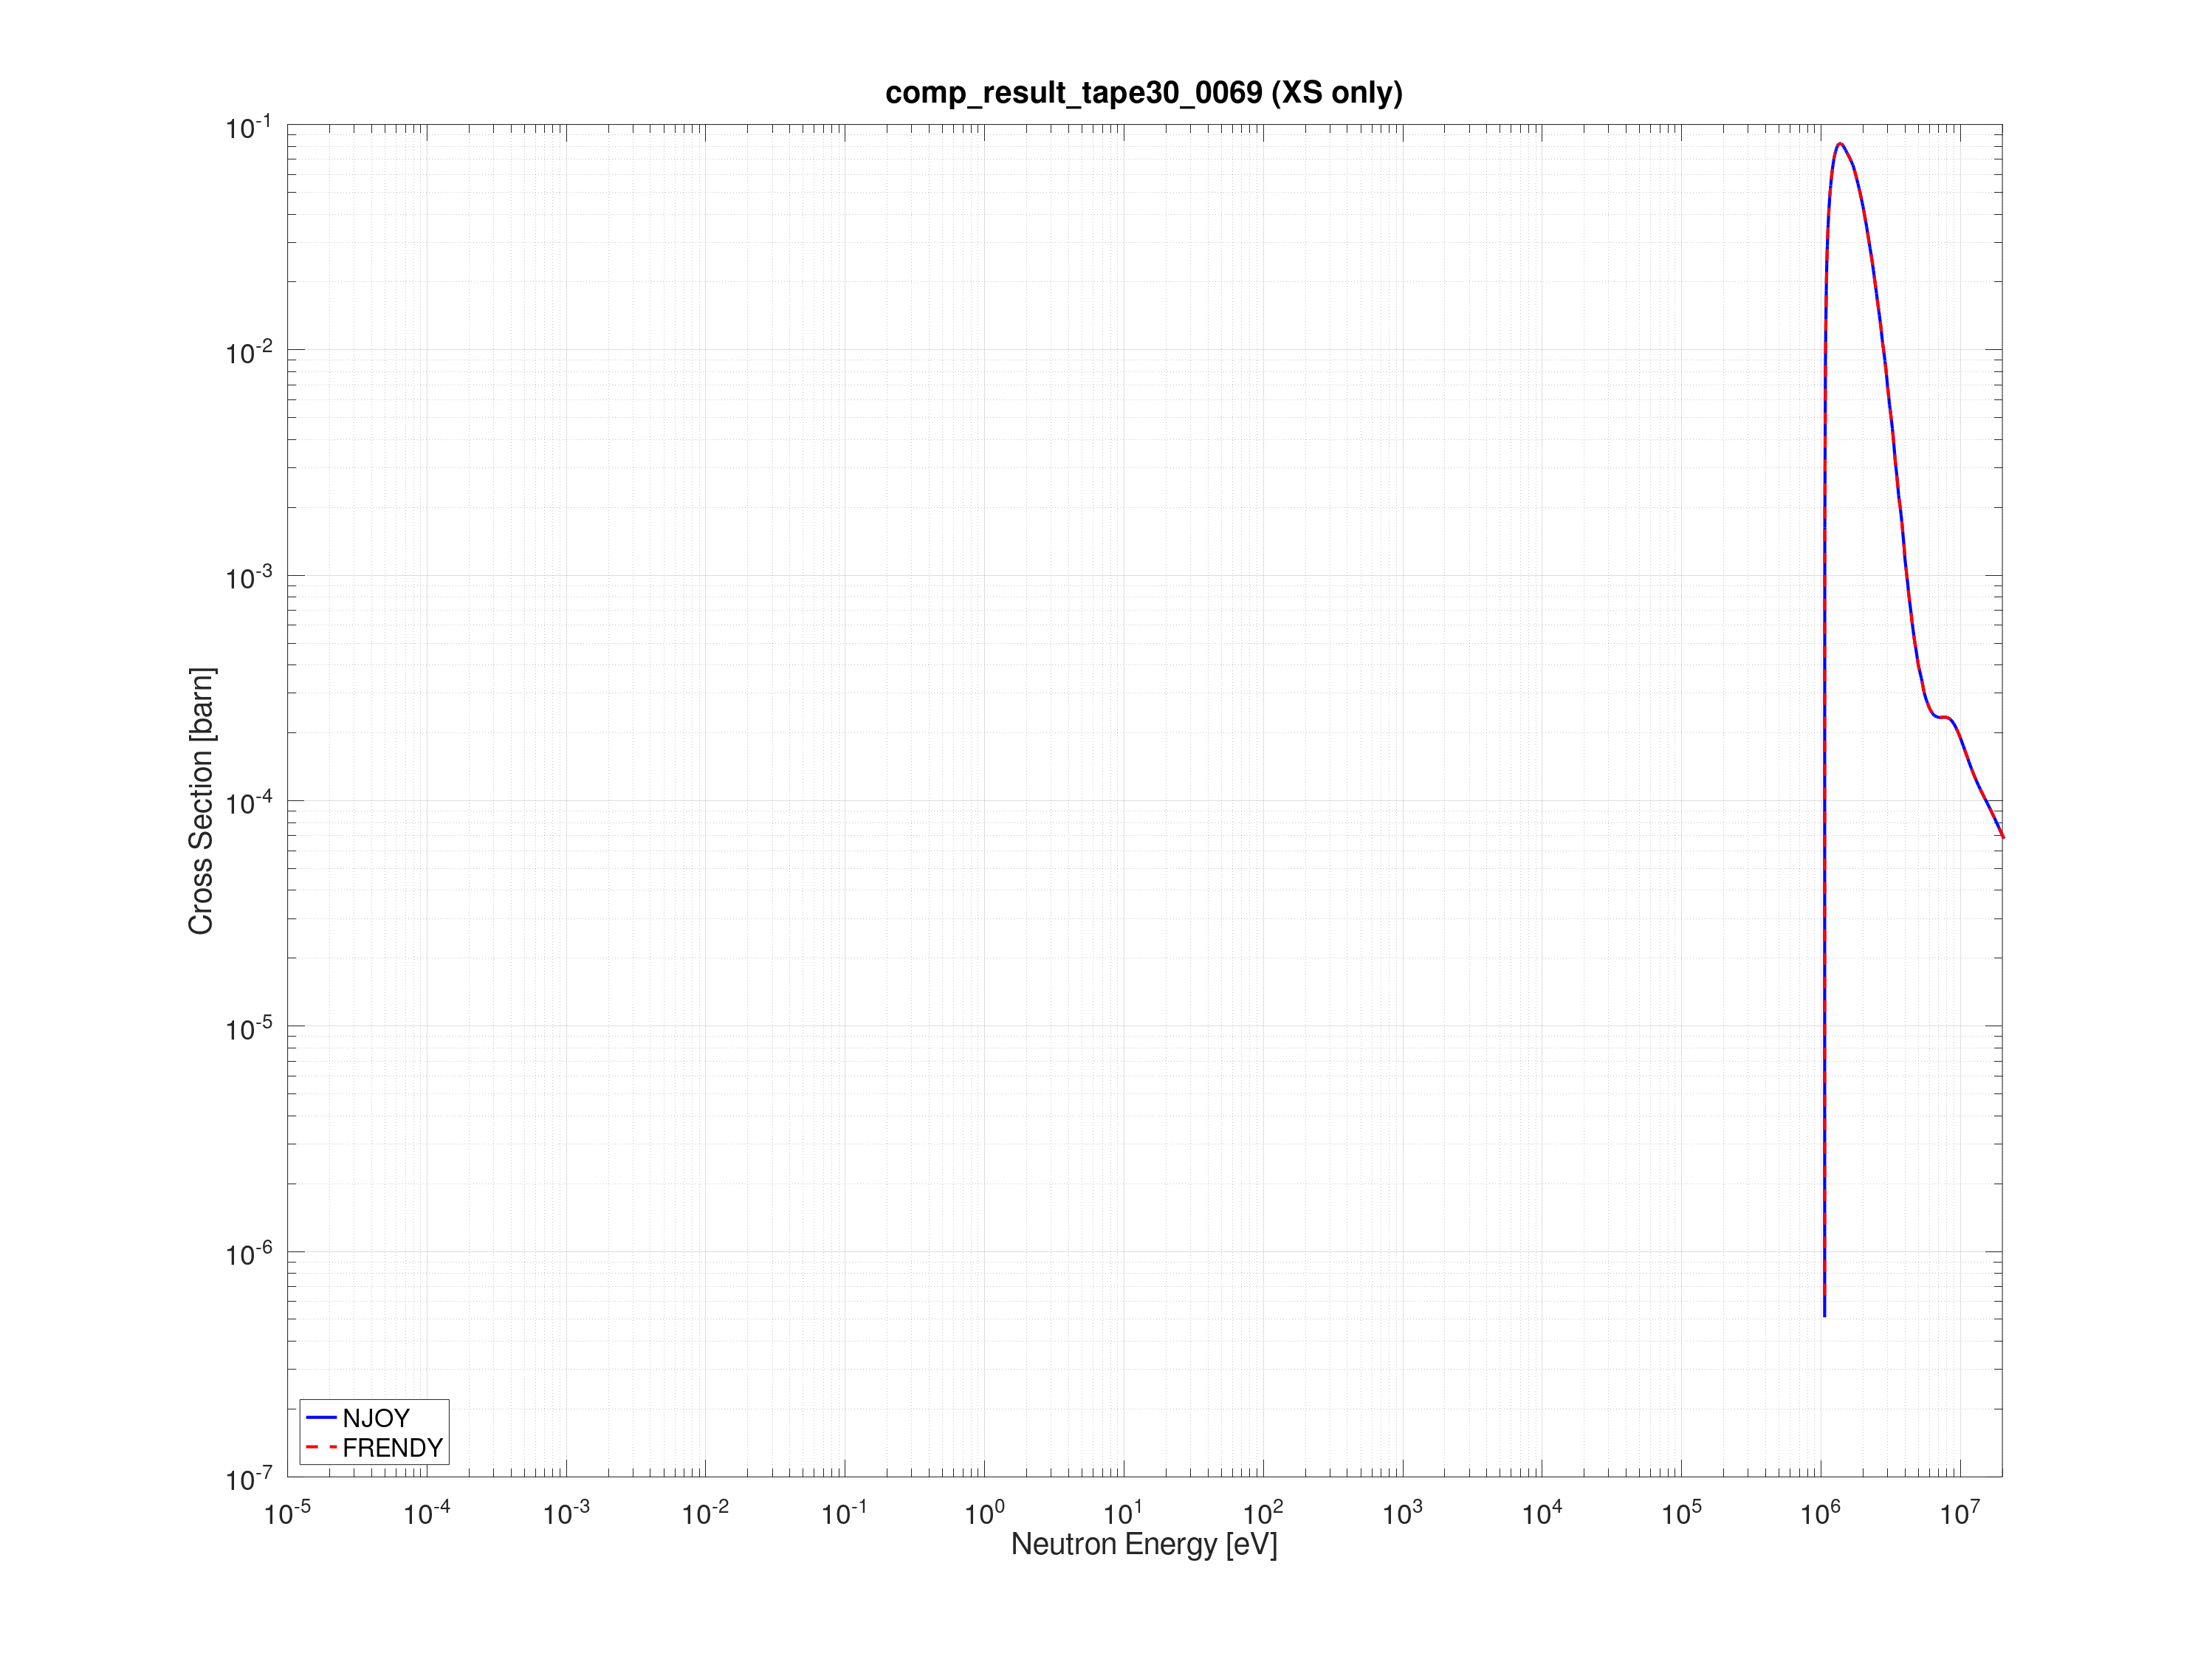 comp_result_tape30_0069 (XS only)
Cross Section [barn]
10^-1
10^-2
10^-3
10^-4
10^-5
10^-6
10^-7
NJOY
FRENDY
10^-5 10^-4 10^-3 10^-2 10^-1 10^0 10^1 10^2 10^3 10^4 10^5 10^6 10^7
Neutron Energy [eV]